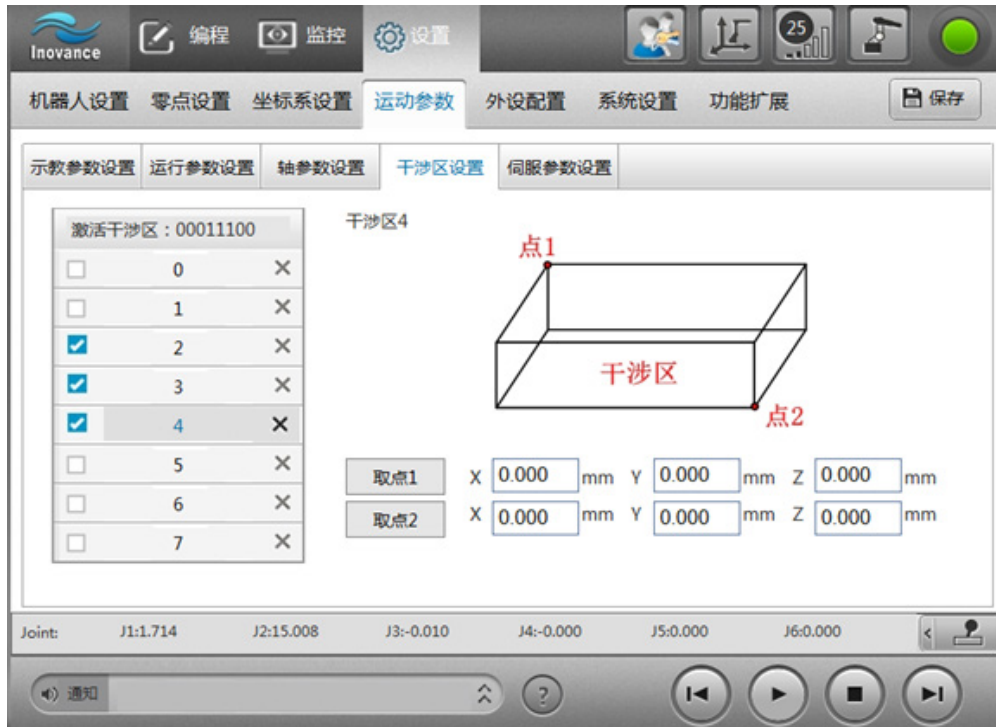 Inovance 编程 监控 设置 25
机器人设置 零点设置 坐标系设置 运动参数 外设配置 系统设置 功能扩展 保存
示教参数设置 运行参数设置 轴参数设置 干涉区设置 伺服参数设置
激活干涉区：00011100
0
1
2
3
4
5
6
7
干涉区4
点1
干涉区
点2
取点1 X 0.000 mm Y 0.000 mm Z 0.000 mm
取点2 X 0.000 mm Y 0.000 mm Z 0.000 mm
Joint: J1:1.714 J2:15.008 J3:-0.010 J4:-0.000 J5:0.000 J6:0.000
通知 ?